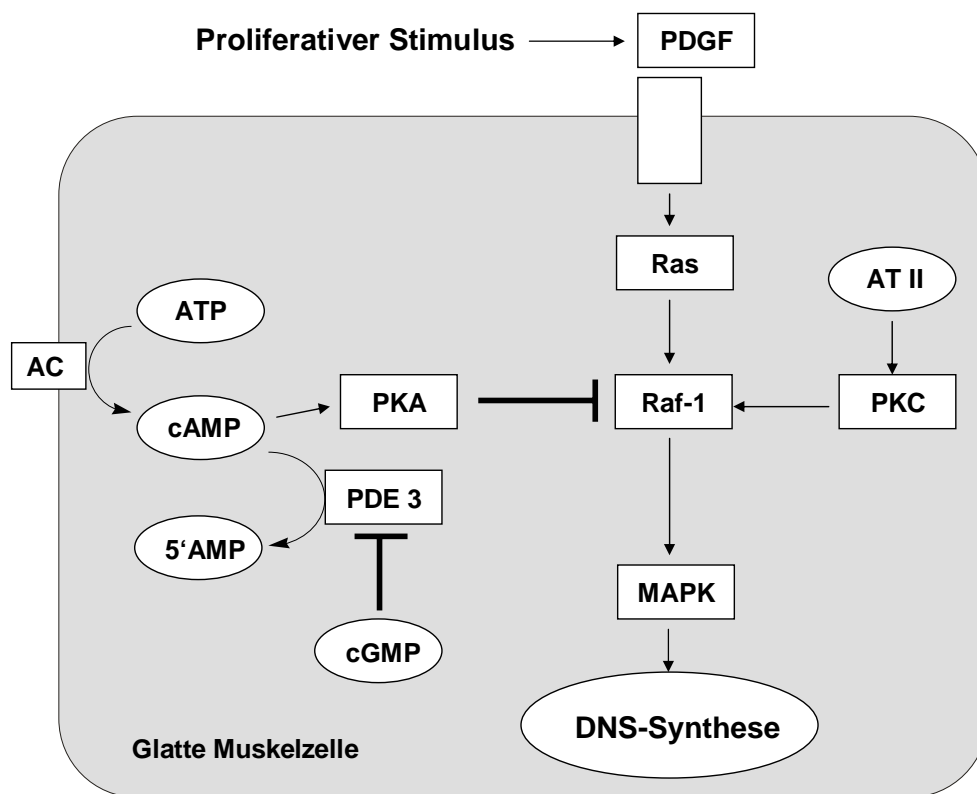 Proliferativer Stimulus
PDGF
Ras
AT II
ATP
AC
PKA
Raf-1
PKC
cAMP
PDE 3
5‘AMP
MAPK
cGMP
DNS-Synthese
Glatte Muskelzelle